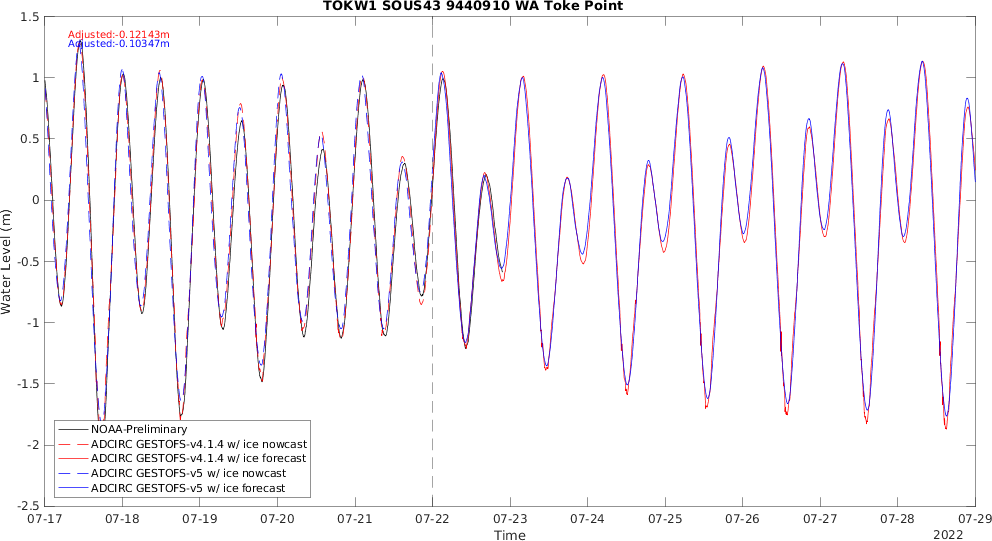 TOKW1 SOUS43 9440910 WA Toke Point
Adjusted:-0.12143m
Adjusted:-0.10347m
1.5
1
0.5
0
-0.5
-1
-1.5
-2
-2.5
Water Level (m)
NOAA-Preliminary
ADCIRC GESTOFS-v4.1.4 w/ ice nowcast
ADCIRC GESTOFS-v4.1.4 w/ ice forecast
ADCIRC GESTOFS-v5 w/ ice nowcast
ADCIRC GESTOFS-v5 w/ ice forecast
07-17 07-18 07-19 07-20 07-21 07-22 07-23 07-24 07-25 07-26 07-27 07-28 07-29
Time
2022